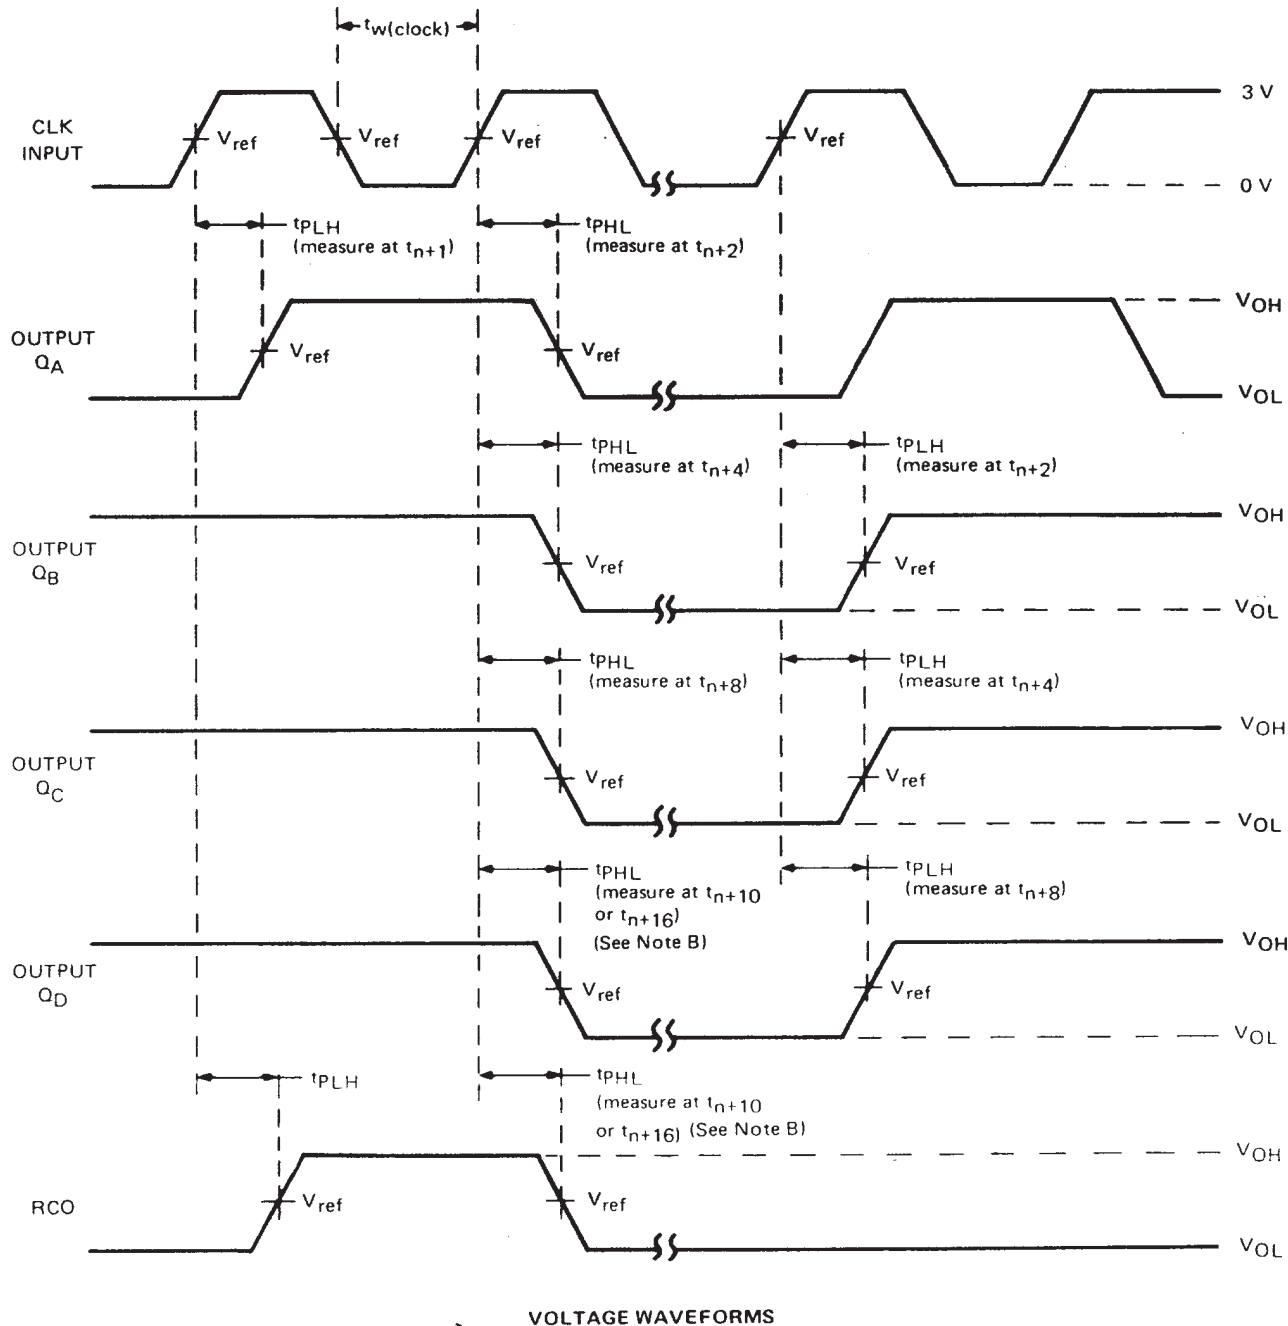 tw(clock)
3 V
CLK
INPUT
Vref
Vref
Vref
Vref
0 V
tPLH
(measure at tn+1)
tPHL
(measure at tn+2)
VOH
OUTPUT
QA
Vref
Vref
VOL
tPHL
(measure at tn+4)
tPLH
(measure at tn+2)
VOH
OUTPUT
QB
Vref
Vref
VOL
tPHL
(measure at tn+8)
tPLH
(measure at tn+4)
VOH
OUTPUT
QC
Vref
Vref
VOL
tPHL
(measure at tn+10
or tn+16)
(See Note B)
tPLH
(measure at tn+8)
VOH
OUTPUT
QD
Vref
Vref
VOL
tPLH
tPHL
(measure at tn+10
or tn+16) (See Note B)
VOH
RCO
Vref
Vref
VOL
VOLTAGE WAVEFORMS